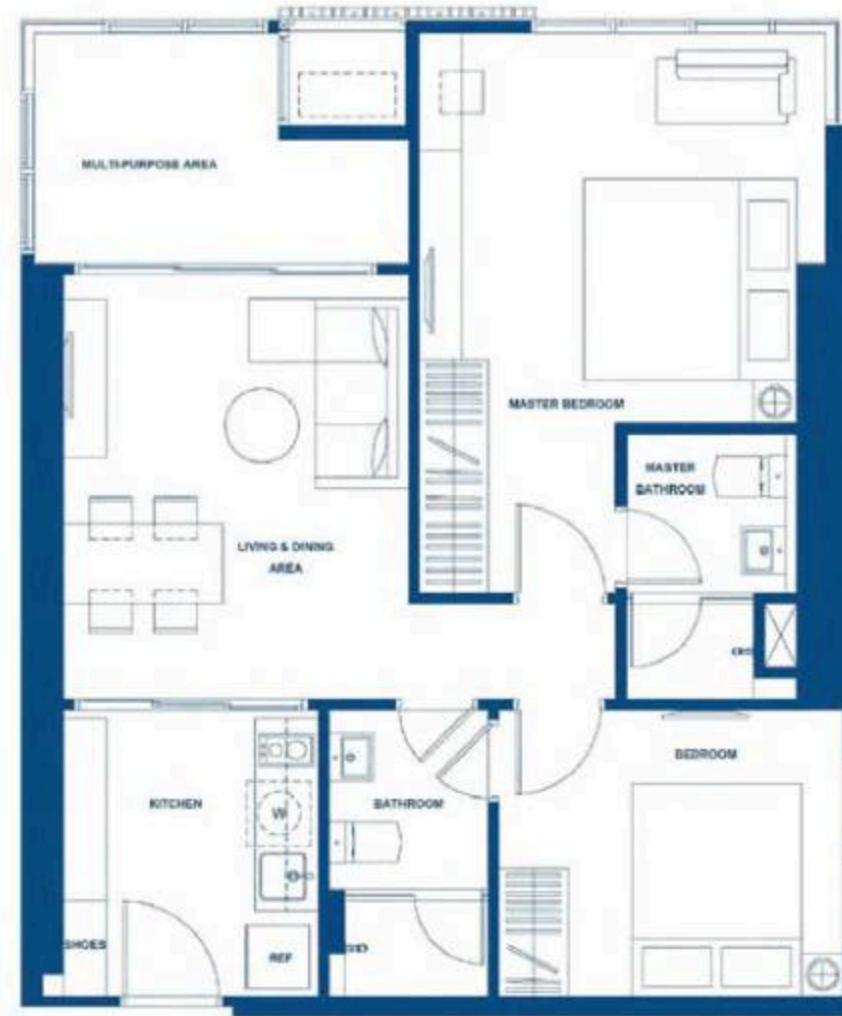 MULTI-PURPOSE AREA
MASTER BEDROOM
MASTER
BATHROOM
LIVING & DINING
AREA
BEDROOM
KITCHEN
W
BATHROOM
SHOES
REF